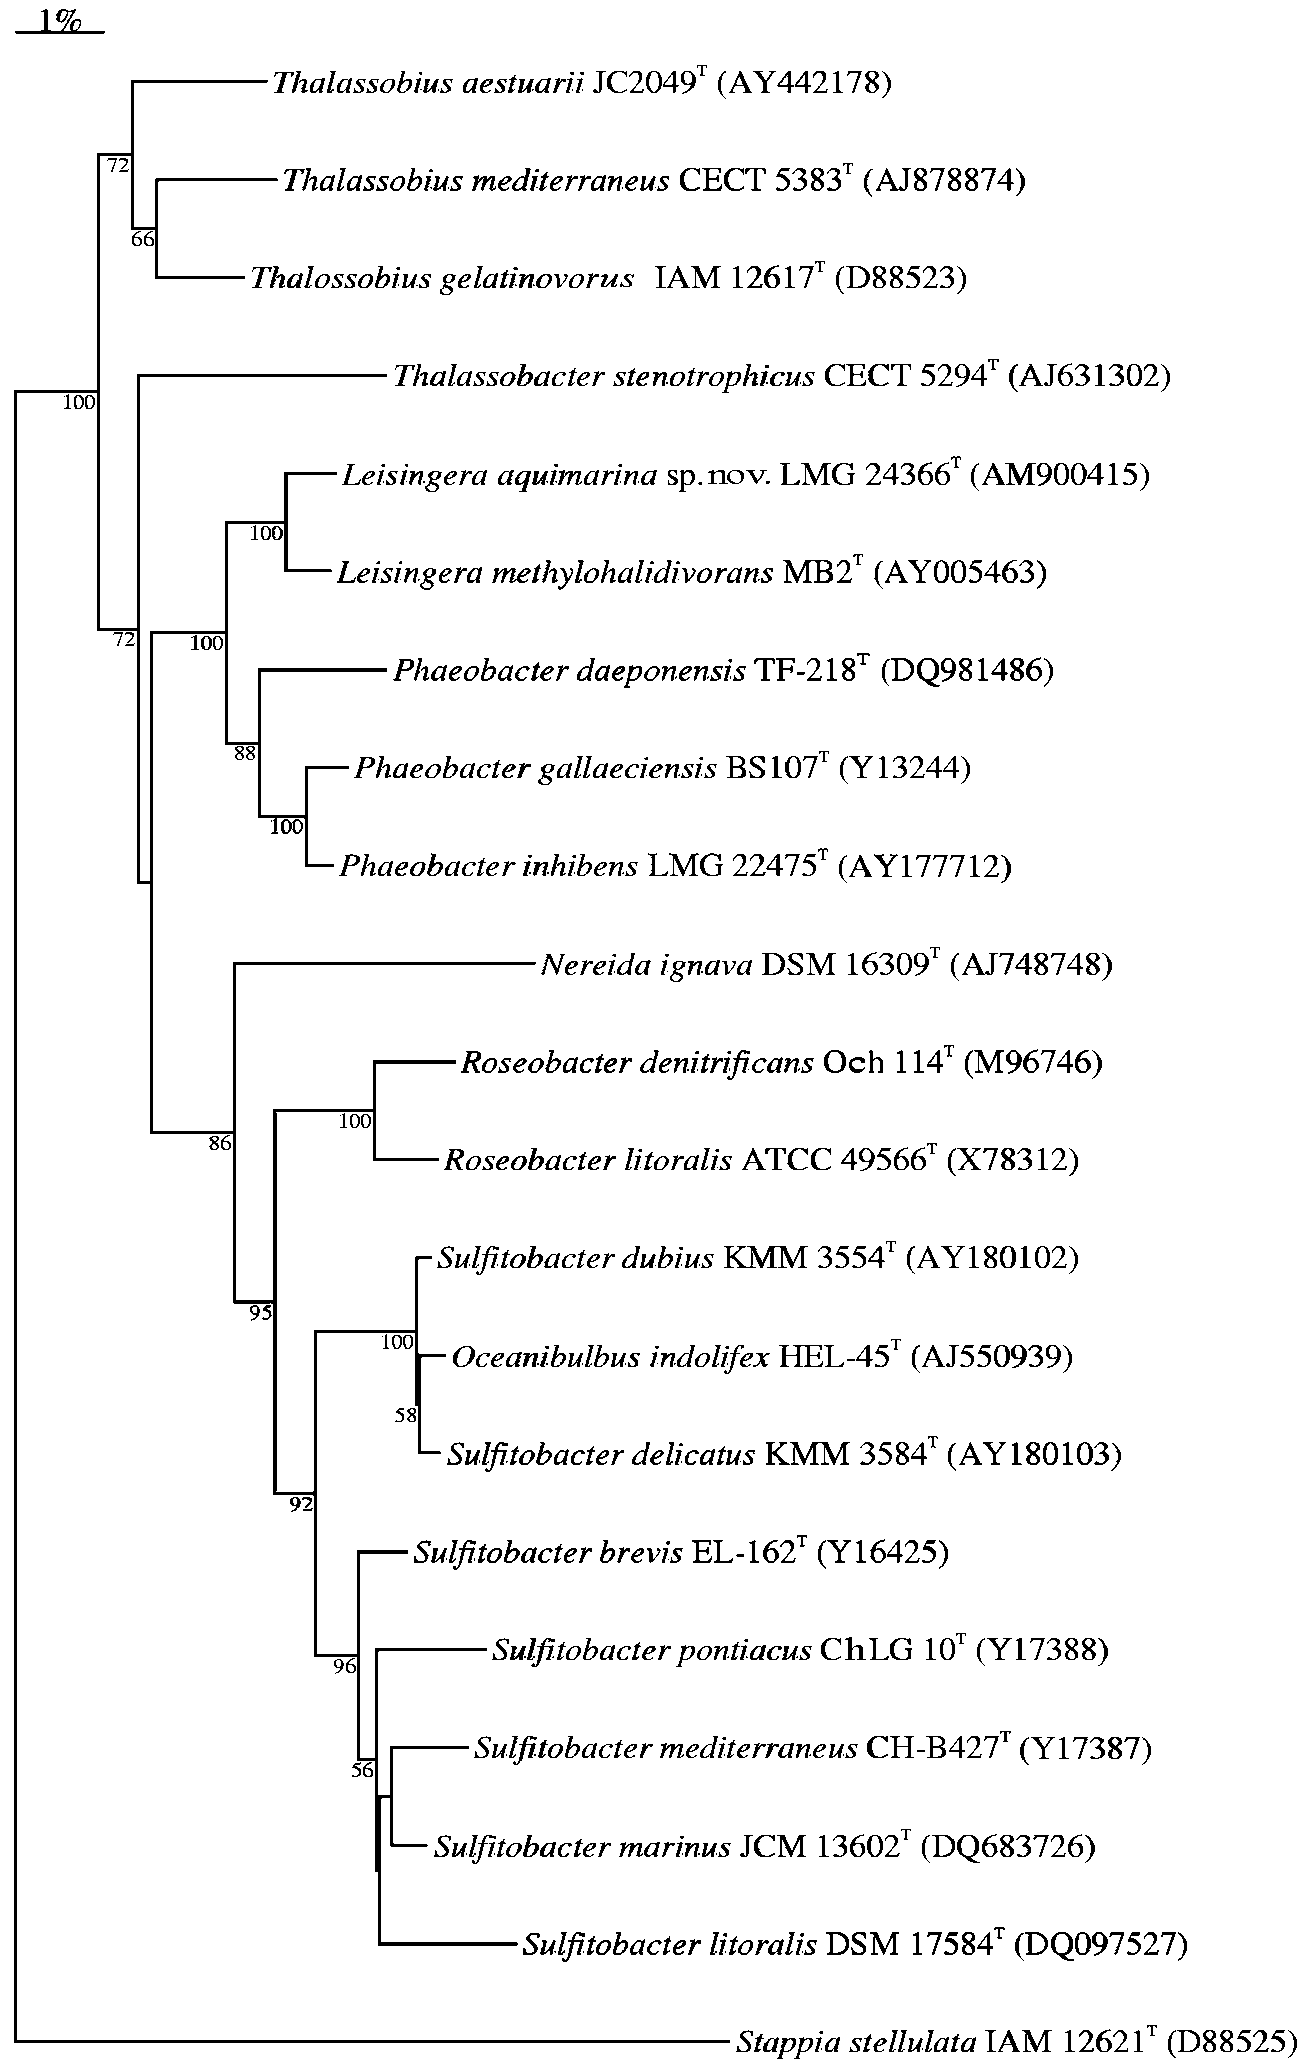 1%
Thalassobius aestuarii JC2049ᵀ (AY442178)
72
Thalassobius mediterraneus CECT 5383ᵀ (AJ878874)
66
Thalossobius gelatinovorus IAM 12617ᵀ (D88523)
Thalassobacter stenotrophicus CECT 5294ᵀ (AJ631302)
100
Leisingera aquimarina sp. nov. LMG 24366ᵀ (AM900415)
100
Leisingera methylohalidivorans MB2ᵀ (AY005463)
72
100
Phaeobacter daeponensis TF-218ᵀ (DQ981486)
88
Phaeobacter gallaeciensis BS107ᵀ (Y13244)
100
Phaeobacter inhibens LMG 22475ᵀ (AY177712)
Nereida ignava DSM 16309ᵀ (AJ748748)
Roseobacter denitrificans Och 114ᵀ (M96746)
100
86
Roseobacter litoralis ATCC 49566ᵀ (X78312)
Sulfitobacter dubius KMM 3554ᵀ (AY180102)
95
100
Oceanibulbus indolifex HEL-45ᵀ (AJ550939)
58
Sulfitobacter delicatus KMM 3584ᵀ (AY180103)
92
Sulfitobacter brevis EL-162ᵀ (Y16425)
Sulfitobacter pontiacus ChLG 10ᵀ (Y17388)
96
Sulfitobacter mediterraneus CH-B427ᵀ (Y17387)
56
Sulfitobacter marinus JCM 13602ᵀ (DQ683726)
Sulfitobacter litoralis DSM 17584ᵀ (DQ097527)
Stappia stellulata IAM 12621ᵀ (D88525)